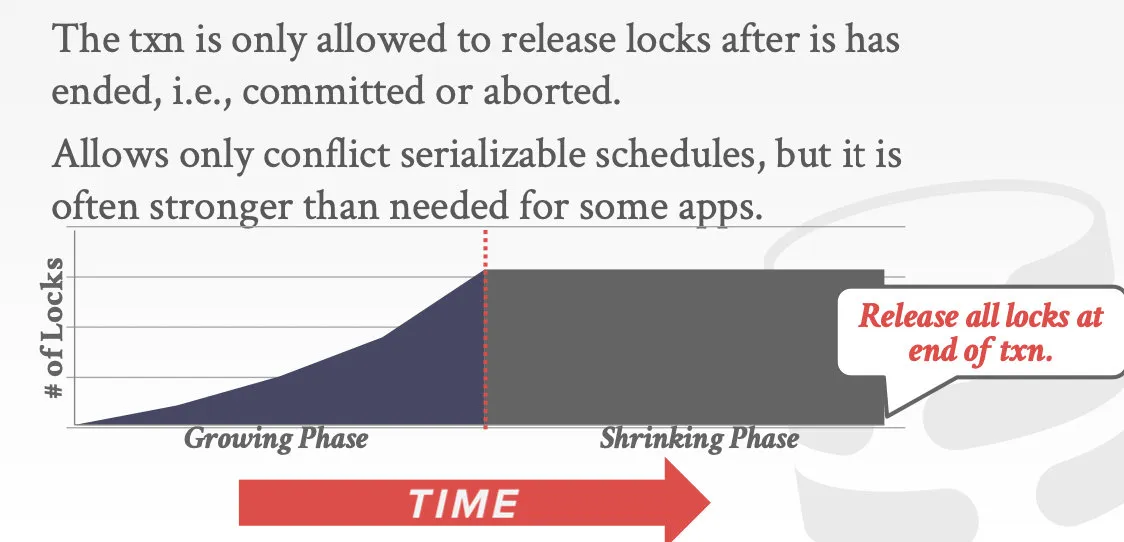 The txn is only allowed to release locks after is has
ended, i.e., committed or aborted.
Allows only conflict serializable schedules, but it is
often stronger than needed for some apps.
# of Locks
Release all locks at
end of txn.
Growing Phase
Shrinking Phase
TIME